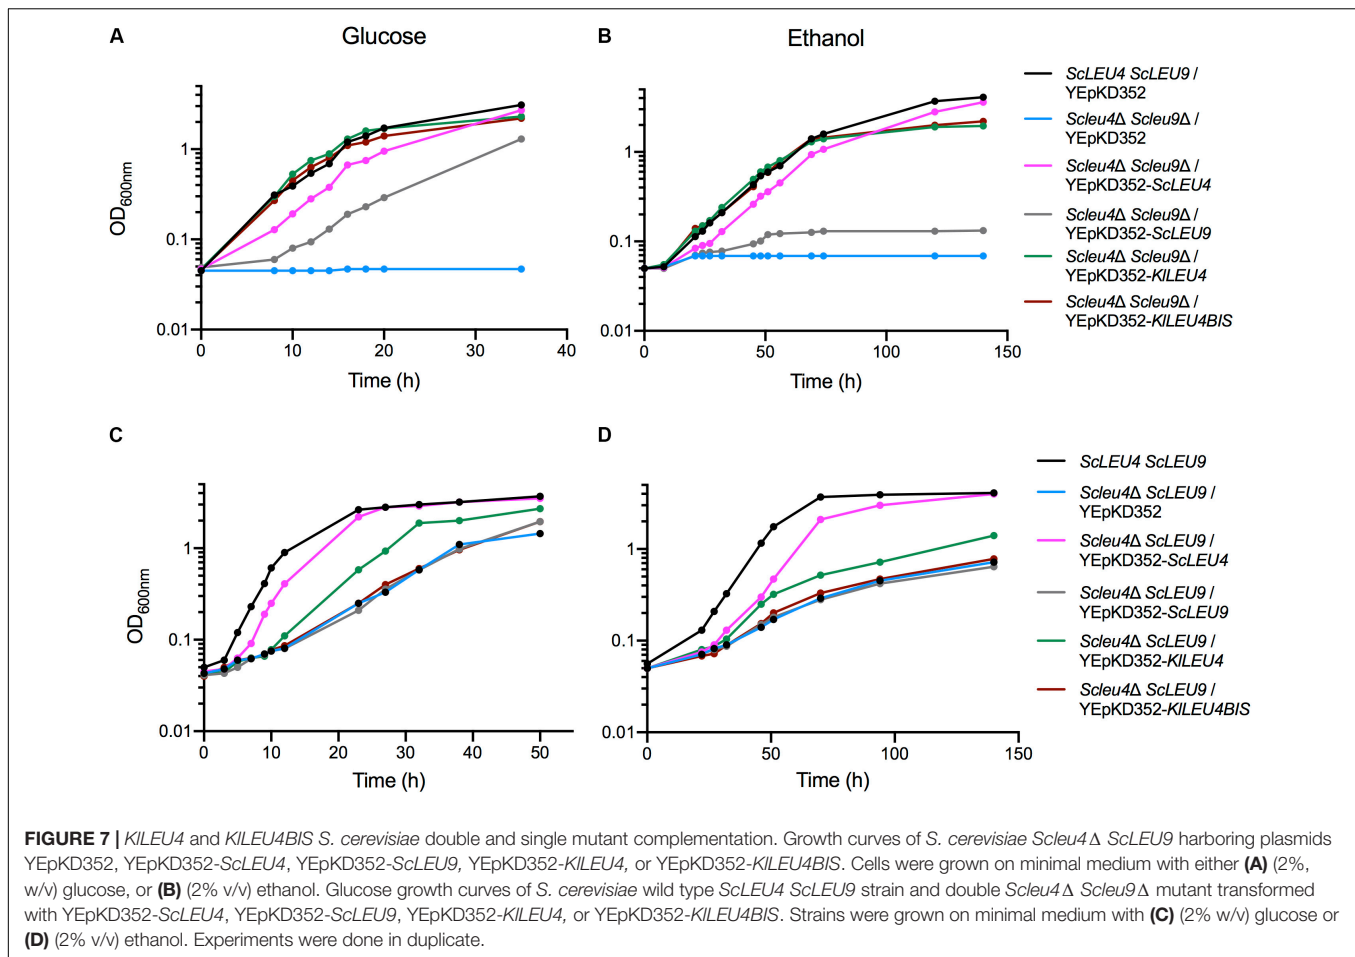 A
Glucose
B
Ethanol
1
0.1
0.01
OD600nm
0
10
20
30
40
Time (h)
1
0.1
0.01
0
50
100
150
Time (h)
ScLEU4 ScLEU9 /
YEpKD352
Scleu4Δ Scleu9Δ /
YEpKD352
Scleu4Δ Scleu9Δ /
YEpKD352-ScLEU4
Scleu4Δ Scleu9Δ /
YEpKD352-ScLEU9
Scleu4Δ Scleu9Δ /
YEpKD352-KlLEU4
Scleu4Δ Scleu9Δ /
YEpKD352-KlLEU4BIS
C
D
1
0.1
0.01
OD600nm
0
10
20
30
40
50
Time (h)
1
0.1
0.01
0
50
100
150
Time (h)
ScLEU4 ScLEU9
Scleu4Δ ScLEU9 /
YEpKD352
Scleu4Δ ScLEU9 /
YEpKD352-ScLEU4
Scleu4Δ ScLEU9 /
YEpKD352-ScLEU9
Scleu4Δ ScLEU9 /
YEpKD352-KlLEU4
Scleu4Δ ScLEU9 /
YEpKD352-KlLEU4BIS
FIGURE 7 | KlLEU4 and KlLEU4BIS S. cerevisiae double and single mutant complementation. Growth curves of S. cerevisiae Scleu4Δ ScLEU9 harboring plasmids
YEpKD352, YEpKD352-ScLEU4, YEpKD352-ScLEU9, YEpKD352-KlLEU4, or YEpKD352-KlLEU4BIS. Cells were grown on minimal medium with either (A) (2%,
w/v) glucose, or (B) (2% v/v) ethanol. Glucose growth curves of S. cerevisiae wild type ScLEU4 ScLEU9 strain and double Scleu4Δ Scleu9Δ mutant transformed
with YEpKD352-ScLEU4, YEpKD352-ScLEU9, YEpKD352-KlLEU4, or YEpKD352-KlLEU4BIS. Strains were grown on minimal medium with (C) (2% w/v) glucose or
(D) (2% v/v) ethanol. Experiments were done in duplicate.